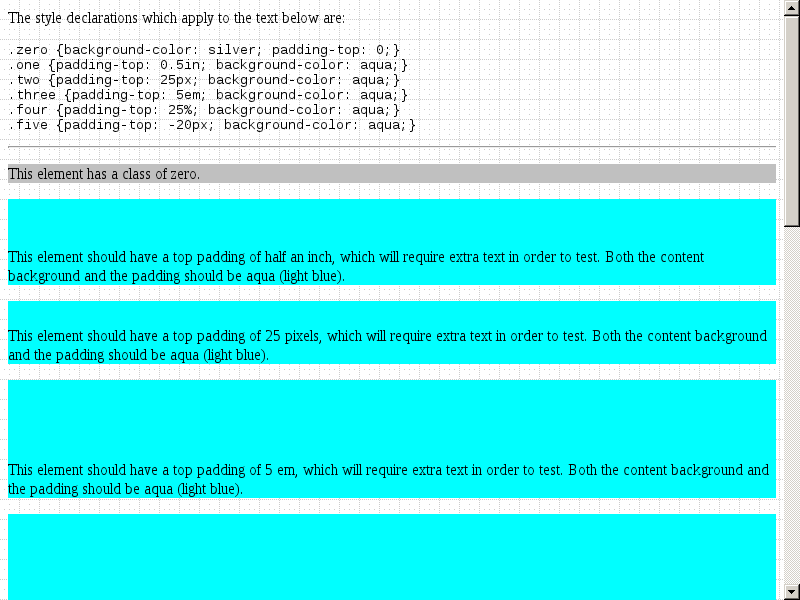 The style declarations which apply to the text below are:
.zero {background-color: silver; padding-top: 0;}
.one {padding-top: 0.5in; background-color: aqua;}
.two {padding-top: 25px; background-color: aqua;}
.three {padding-top: 5em; background-color: aqua;}
.four {padding-top: 25%; background-color: aqua;}
.five {padding-top: -20px; background-color: aqua;}
This element has a class of zero.
This element should have a top padding of half an inch, which will require extra text in order to test. Both the content
background and the padding should be aqua (light blue).
This element should have a top padding of 25 pixels, which will require extra text in order to test. Both the content background
and the padding should be aqua (light blue).
This element should have a top padding of 5 em, which will require extra text in order to test. Both the content background and
the padding should be aqua (light blue).